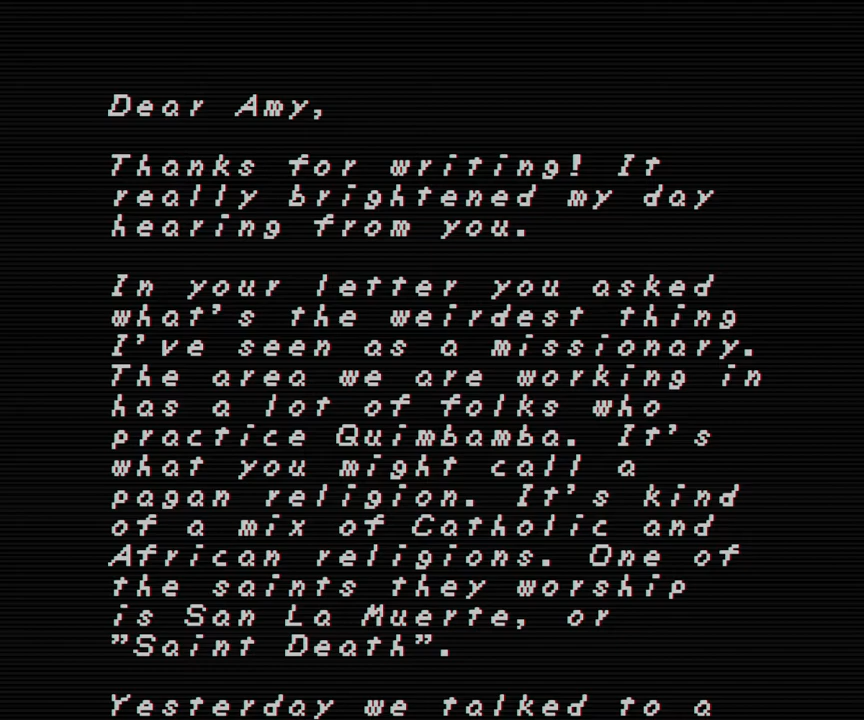 Dear Amy,
Thanks for writing! It
really brightened my day
hearing from you.
In your letter you asked
what's the weirdest thing
I've seen as a missionary.
The area we are working in
has a lot of folks who
practice Quimbamba. It's
what you might call a
pagan religion. It's kind
of a mix of Catholic and
African religions. One of
the saints they worship
is San La Muerte, or
"Saint Death".
Yesterday we talked to a